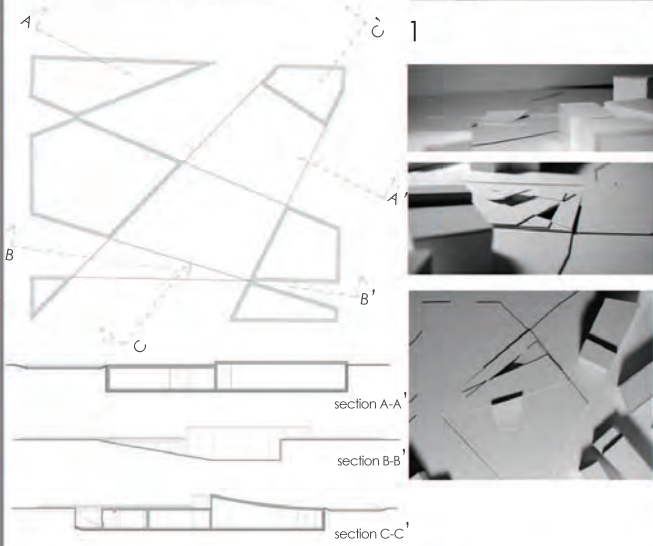 A
C'
1
A'
B
B'
C
section A-A'
section B-B'
section C-C'